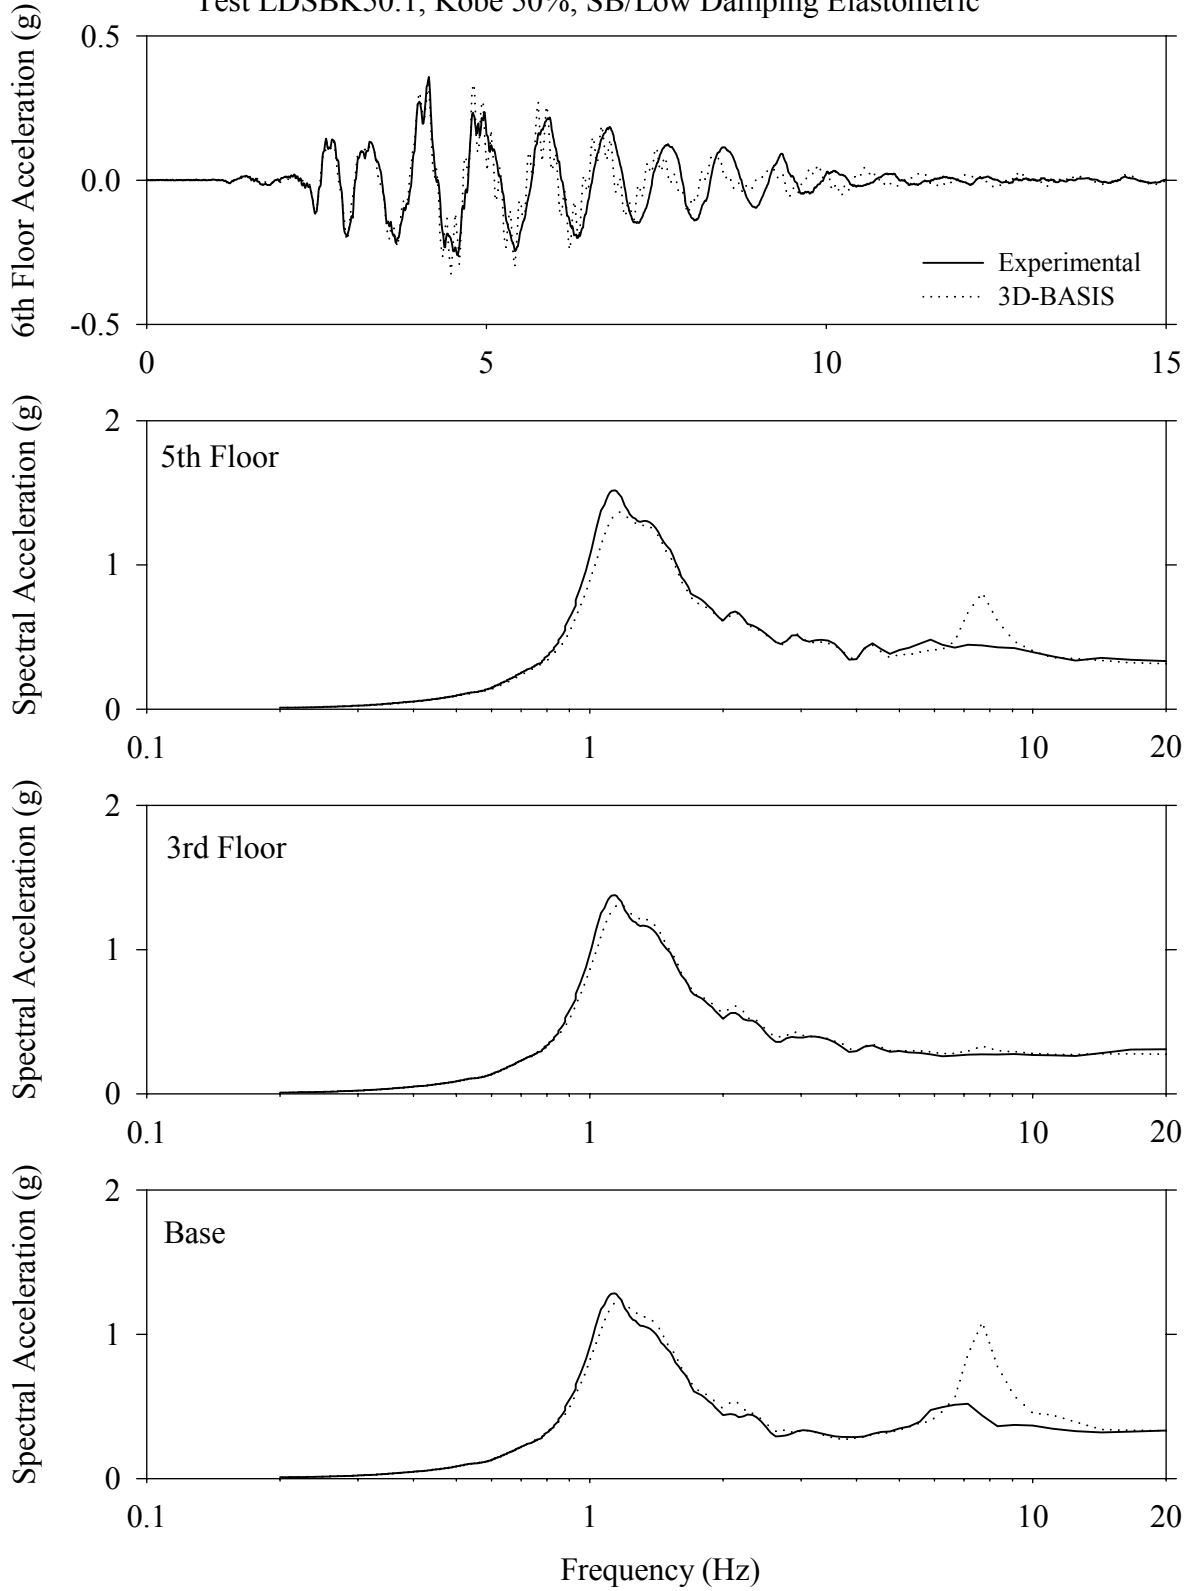 Test LDSBK50.1, Kobe 50%, SB/Low Damping Elastomeric
6th Floor Acceleration (g)
0.5
0.0
-0.5
Experimental
3D-BASIS
0 5 10 15
Spectral Acceleration (g)
2
1
0
5th Floor
0.1 1 10 20
Spectral Acceleration (g)
2
1
0
3rd Floor
0.1 1 10 20
Spectral Acceleration (g)
2
1
0
Base
0.1 1 10 20
Frequency (Hz)